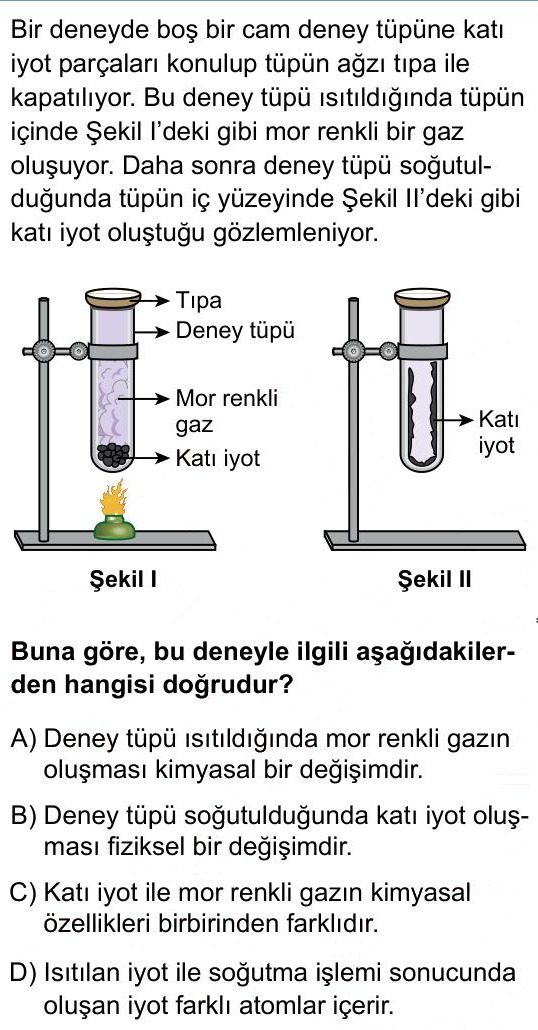 Bir deneyde boş bir cam deney tüpüne katı
iyot parçaları konulup tüpün ağzı tıpa ile
kapatılıyor. Bu deney tüpü ısıtıldığında tüpün
içinde Şekil I’deki gibi mor renkli bir gaz
oluşuyor. Daha sonra deney tüpü soğutul-
duğunda tüpün iç yüzeyinde Şekil II’deki gibi
katı iyot oluştuğu gözlemleniyor.
Tıpa
Deney tüpü
Mor renkli
gaz
Katı iyot
Katı
iyot
Şekil I
Şekil II
Buna göre, bu deneyle ilgili aşağıdakiler-
den hangisi doğrudur?
A) Deney tüpü ısıtıldığında mor renkli gazın
oluşması kimyasal bir değişimdir.
B) Deney tüpü soğutulduğunda katı iyot oluş-
ması fiziksel bir değişimdir.
C) Katı iyot ile mor renkli gazın kimyasal
özellikleri birbirinden farklıdır.
D) Isıtılan iyot ile soğutma işlemi sonucunda
oluşan iyot farklı atomlar içerir.